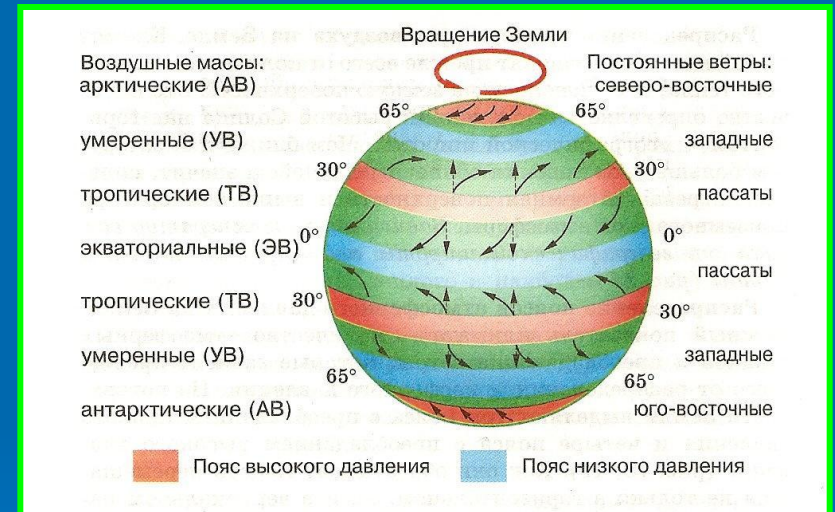 Вращение Земли
Воздушные массы:
арктические (АВ)
Постоянные ветры:
северо-восточные
65°
65°
умеренные (УВ)
западные
30°
30°
тропические (ТВ)
пассаты
экваториальные (ЭВ)
0°
0°
пассаты
тропические (ТВ)
30°
30°
умеренные (УВ)
западные
65°
65°
антарктические (АВ)
юго-восточные
Пояс высокого давления
Пояс низкого давления